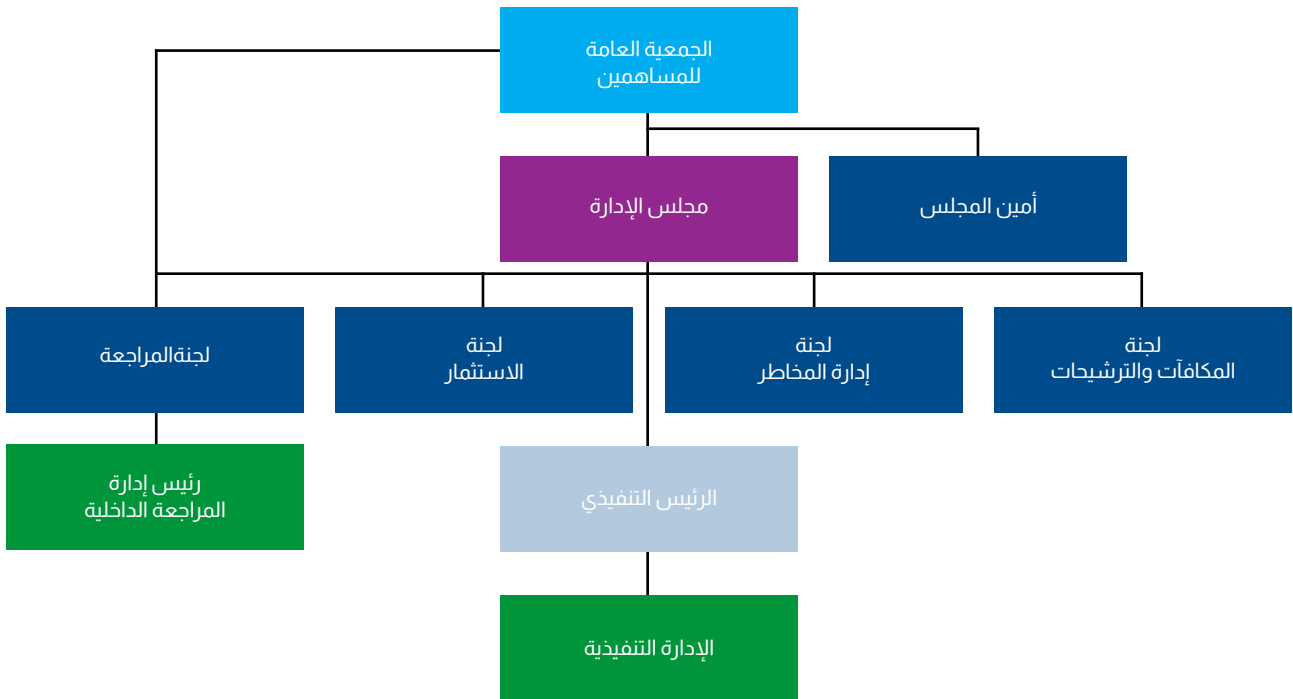 الجمعية العامة
للمساهمين
مجلس الإدارة
أمين المجلس
لجنة
المكافآت والترشيحات
لجنة
إدارة المخاطر
لجنة
الاستثمار
لجنةالمراجعة
الرئيس التنفيذي
رئيس إدارة
المراجعة الداخلية
الإدارة التنفيذية